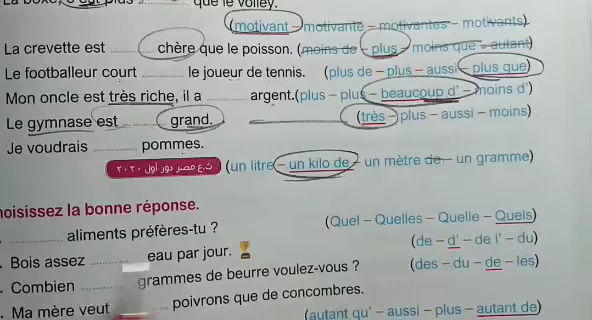 que le volley.
(motivant – motivante – motivantes – motivants)
La crevette est ............ chère que le poisson. (moins de – plus – moins que – autant)
Le footballeur court ............ le joueur de tennis. (plus de – plus – aussi – plus que)
Mon oncle est très riche, il a ............ argent.(plus – plus – beaucoup d' – moins d')
Le gymnase est ............ grand. (très – plus – aussi – moins)
Je voudrais ............ pommes.
(un litre – un kilo de – un mètre de – un gramme) ث.ع مصر دور أول ٢٠٢٠
hoisissez la bonne réponse.
............ aliments préfères-tu ? (Quel – Quelles – Quelle – Quels)
Bois assez ............ eau par jour. (de – d' – de l' – du)
Combien ............ grammes de beurre voulez-vous ? (des – du – de – les)
Ma mère veut ............ poivrons que de concombres.
(autant qu' – aussi – plus – autant de)